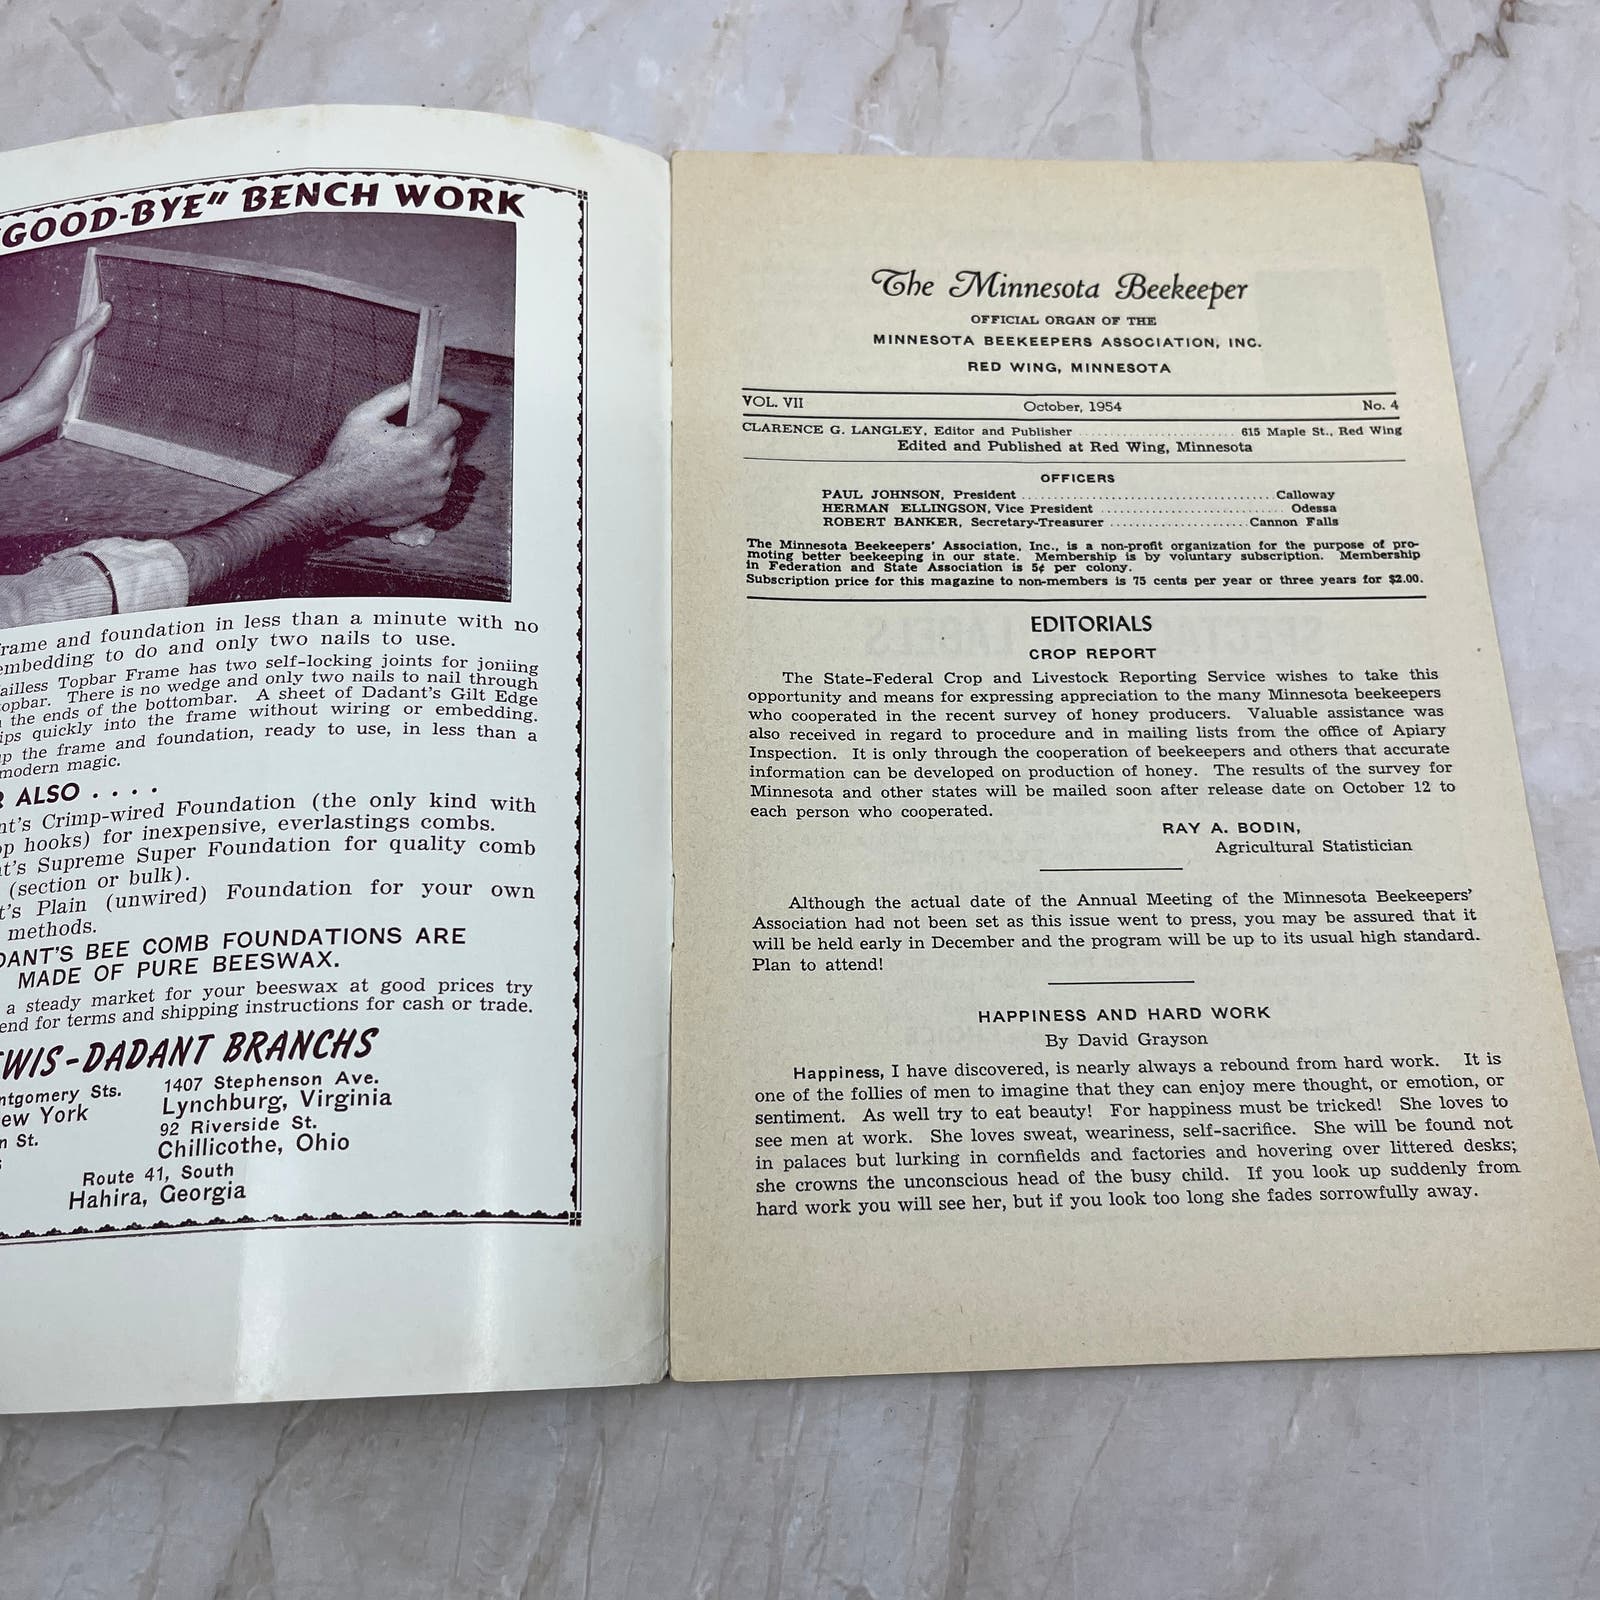 "GOOD-BYE" BENCH WORK
frame and foundation in less than a minute with no
embedding to do and only two nails to use.
Topbar Frame has two self-locking joints for joniing
topbar. There is no wedge and only two nails to nail through
the ends of the bottombar. A sheet of Dadant's Gilt Edge
quickly into the frame without wiring or embedding.
up the frame and foundation, ready to use, in less than a
modern magic.
ALSO . . . .
Crimp-wired Foundation (the only kind with
hooks) for inexpensive, everlastings combs.
Supreme Super Foundation for quality comb
(section or bulk).
Plain (unwired) Foundation for your own
methods.
BEE COMB FOUNDATIONS ARE
MADE OF PURE BEESWAX.
a steady market for your beeswax at good prices try
for terms and shipping instructions for cash or trade.
-DADANT BRANCHS
Sts.
New York
St.
1407 Stephenson Ave.
Lynchburg, Virginia
92 Riverside St.
Chillicothe, Ohio
Route 41, South
Hahira, Georgia
The Minnesota Beekeeper
OFFICIAL ORGAN OF THE
MINNESOTA BEEKEEPERS ASSOCIATION, INC.
RED WING, MINNESOTA
VOL. VII October, 1954 No. 4
CLARENCE G. LANGLEY, Editor and Publisher ........................ 615 Maple St., Red Wing
Edited and Published at Red Wing, Minnesota
OFFICERS
PAUL JOHNSON, President ...................................... Calloway
HERMAN ELLINGSON, Vice President ............................. Odessa
ROBERT BANKER, Secretary-Treasurer ..................... Cannon Falls
The Minnesota Beekeepers' Association, Inc., is a non-profit organization for the purpose of pro-
moting better beekeeping in our state. Membership is by voluntary subscription. Membership
in Federation and State Association is 5¢ per colony.
Subscription price for this magazine to non-members is 75 cents per year or three years for $2.00.
EDITORIALS
CROP REPORT
The State-Federal Crop and Livestock Reporting Service wishes to take this
opportunity and means for expressing appreciation to the many Minnesota beekeepers
who cooperated in the recent survey of honey producers. Valuable assistance was
also received in regard to procedure and in mailing lists from the office of Apiary
Inspection. It is only through the cooperation of beekeepers and others that accurate
information can be developed on production of honey. The results of the survey for
Minnesota and other states will be mailed soon after release date on October 12 to
each person who cooperated.
RAY A. BODIN,
Agricultural Statistician
Although the actual date of the Annual Meeting of the Minnesota Beekeepers'
Association had not been set as this issue went to press, you may be assured that it
will be held early in December and the program will be up to its usual high standard.
Plan to attend!
HAPPINESS AND HARD WORK
By David Grayson
Happiness, I have discovered, is nearly always a rebound from hard work. It is
one of the follies of men to imagine that they can enjoy mere thought, or emotion, or
sentiment. As well try to eat beauty! For happiness must be tricked! She loves to
see men at work. She loves sweat, weariness, self-sacrifice. She will be found not
in palaces but lurking in cornfields and factories and hovering over littered desks;
she crowns the unconscious head of the busy child. If you look up suddenly from
hard work you will see her, but if you look too long she fades sorrowfully away.